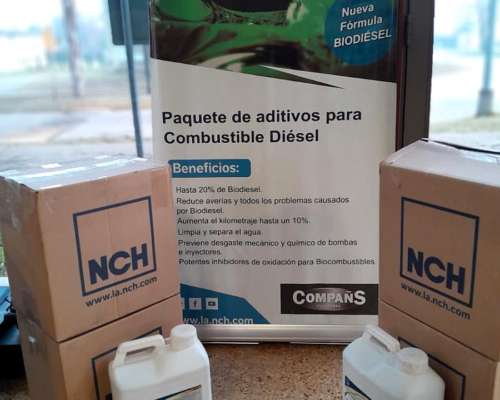 Nueva
Fórmula
BIODIÉSEL
Paquete de aditivos para
Combustible Diésel
Beneficios:
Hasta 20% de Biodiesel.
Reduce averías y todos los problemas causados
por Biodiesel.
Aumenta el kilometraje hasta un 10%.
Limpia y separa el agua.
Previene desgaste mecánico y químico de bombas
e inyectores.
Potentes inhibidores de oxidación para Biocombustibles.
COMPAÑS
w.la.nch.com
NCH
www.la.nch.com
NCH
NCH
www.la.nch.com